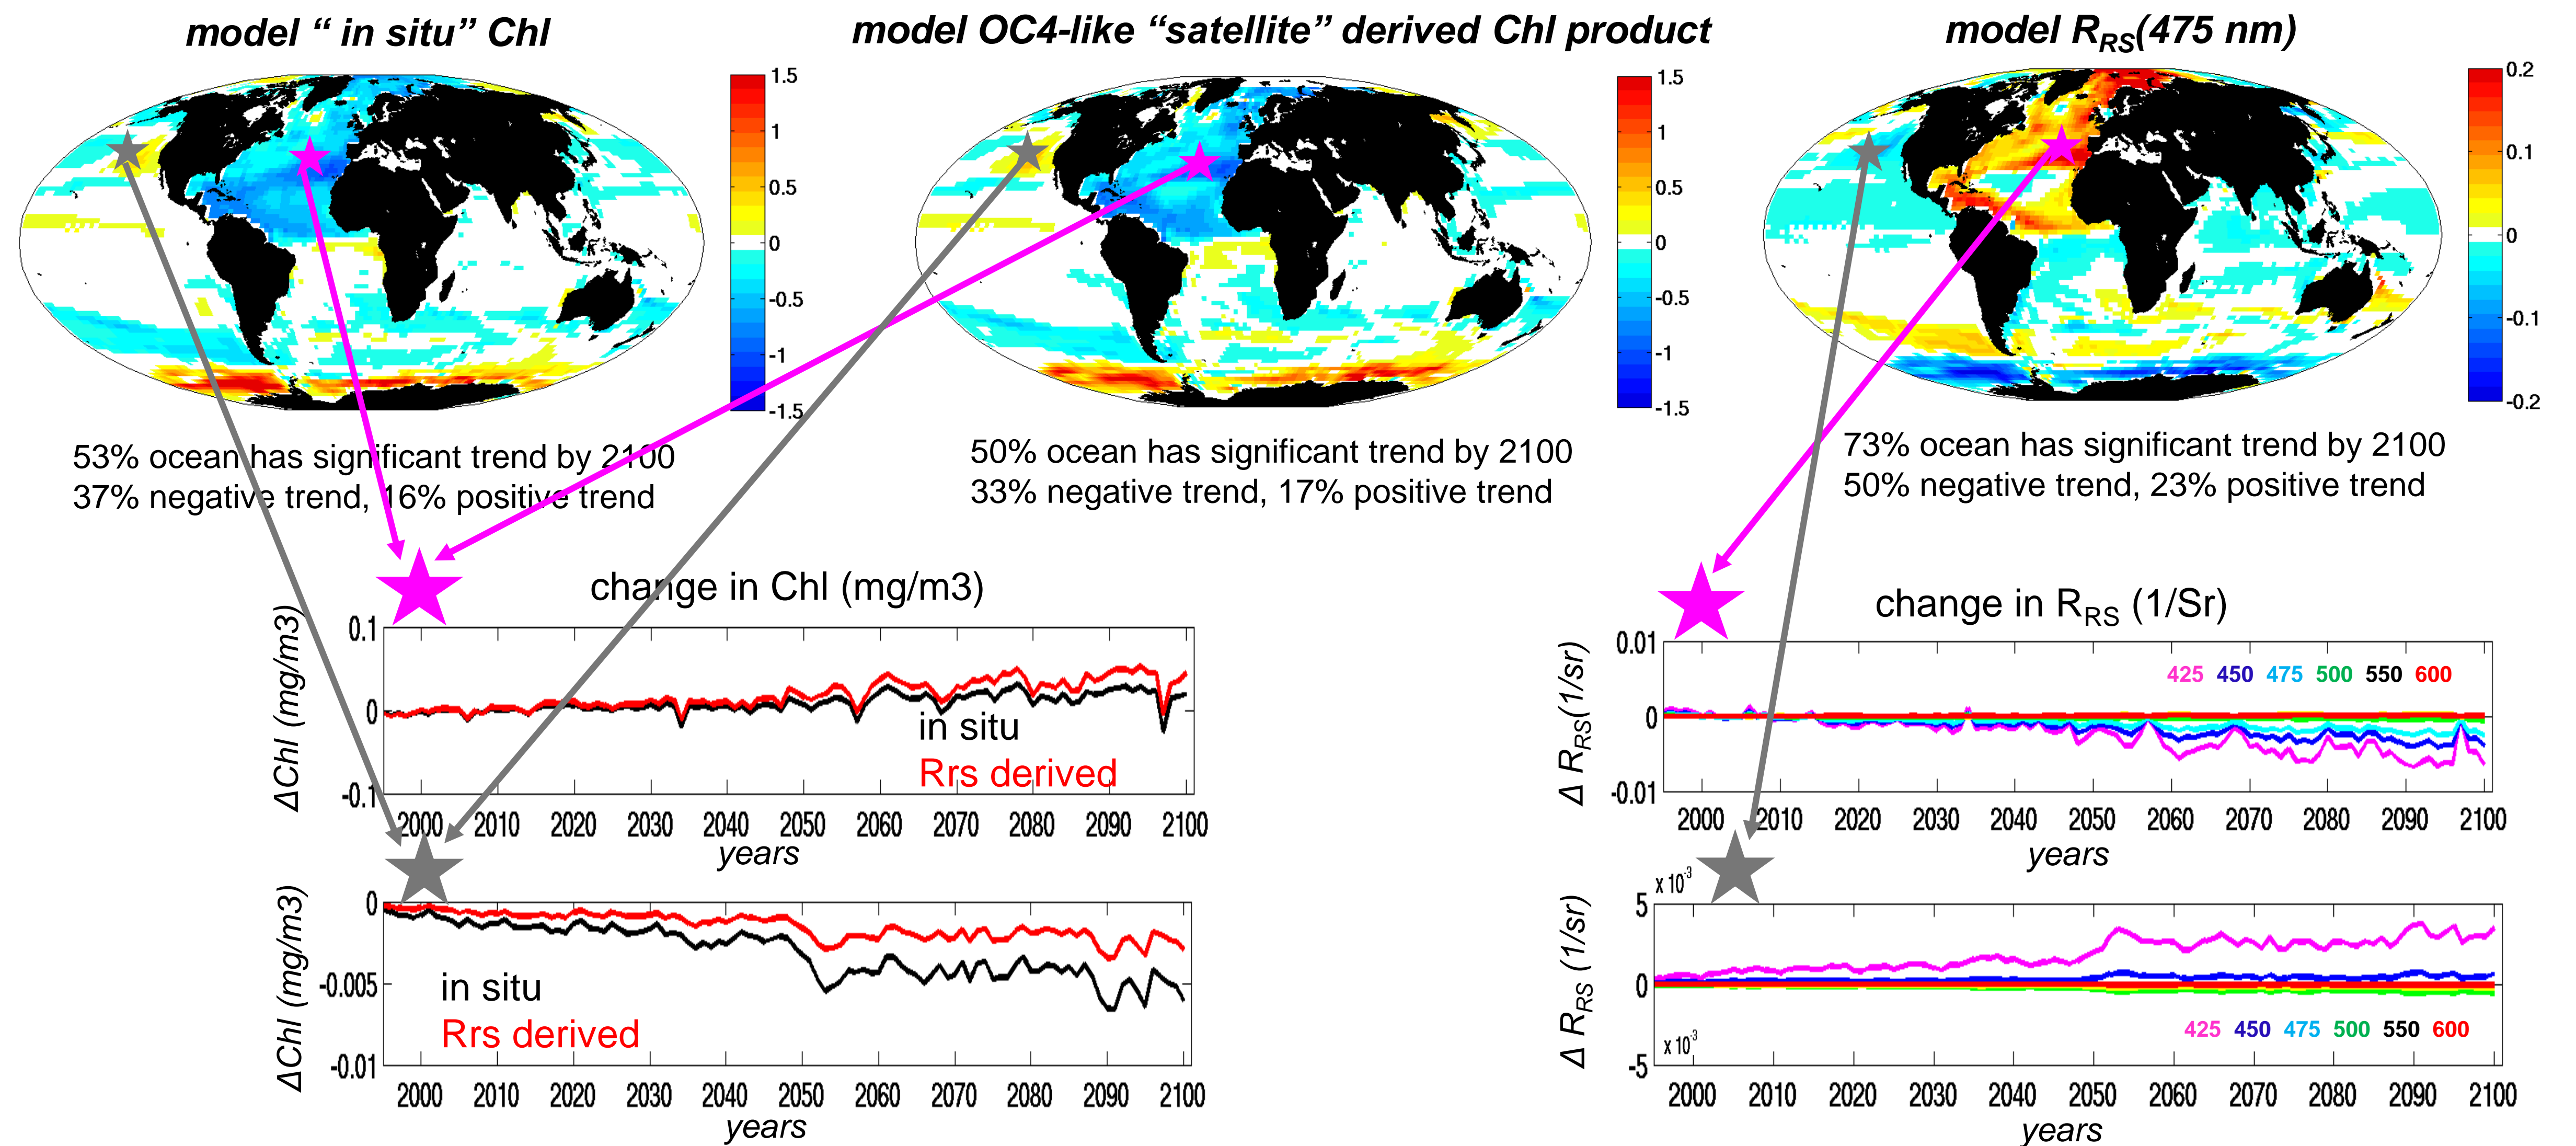 model “ in situ” Chl
model OC4-like “satellite” derived Chl product
model RRS(475 nm)
1.5
1
0.5
0
-0.5
-1
-1.5
1.5
1
0.5
0
-0.5
-1
-1.5
0.2
0.1
0
-0.1
-0.2
53% ocean has significant trend by 2100
37% negative trend, 16% positive trend
50% ocean has significant trend by 2100
33% negative trend, 17% positive trend
73% ocean has significant trend by 2100
50% negative trend, 23% positive trend
change in Chl (mg/m3)
ΔChl (mg/m3)
0.1
0
-0.1
in situ
Rrs derived
2000 2010 2020 2030 2040 2050 2060 2070 2080 2090 2100
years
ΔChl (mg/m3)
0
-0.005
-0.01
in situ
Rrs derived
2000 2010 2020 2030 2040 2050 2060 2070 2080 2090 2100
years
change in RRS (1/Sr)
Δ RRS(1/sr)
0.01
0
-0.01
425 450 475 500 550 600
2000 2010 2020 2030 2040 2050 2060 2070 2080 2090 2100
years
Δ RRS (1/sr)
x 10-3
5
0
-5
425 450 475 500 550 600
x 10-3
2000 2010 2020 2030 2040 2050 2060 2070 2080 2090 2100
years